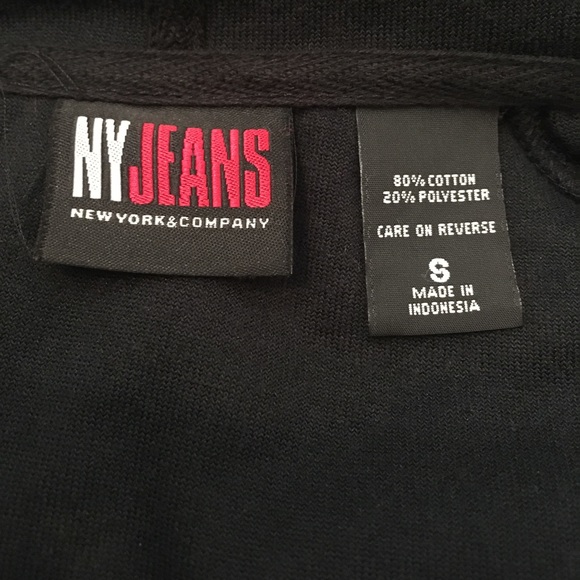 NYJEANS
NEW YORK & COMPANY
80% COTTON
20% POLYESTER
CARE ON REVERSE
S
MADE IN
INDONESIA